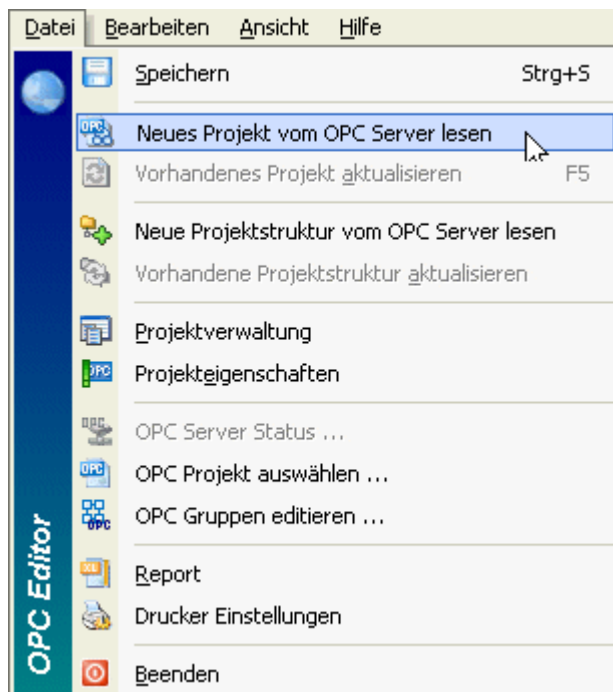 Datei Bearbeiten Ansicht Hilfe
Speichern Strg+S
Neues Projekt vom OPC Server lesen
Vorhandenes Projekt aktualisieren F5
Neue Projektstruktur vom OPC Server lesen
Vorhandene Projektstruktur aktualisieren
Projektverwaltung
Projekteigenschaften
OPC Server Status ...
OPC Projekt auswählen ...
OPC Gruppen editieren ...
Report
Drucker Einstellungen
Beenden
OPC Editor